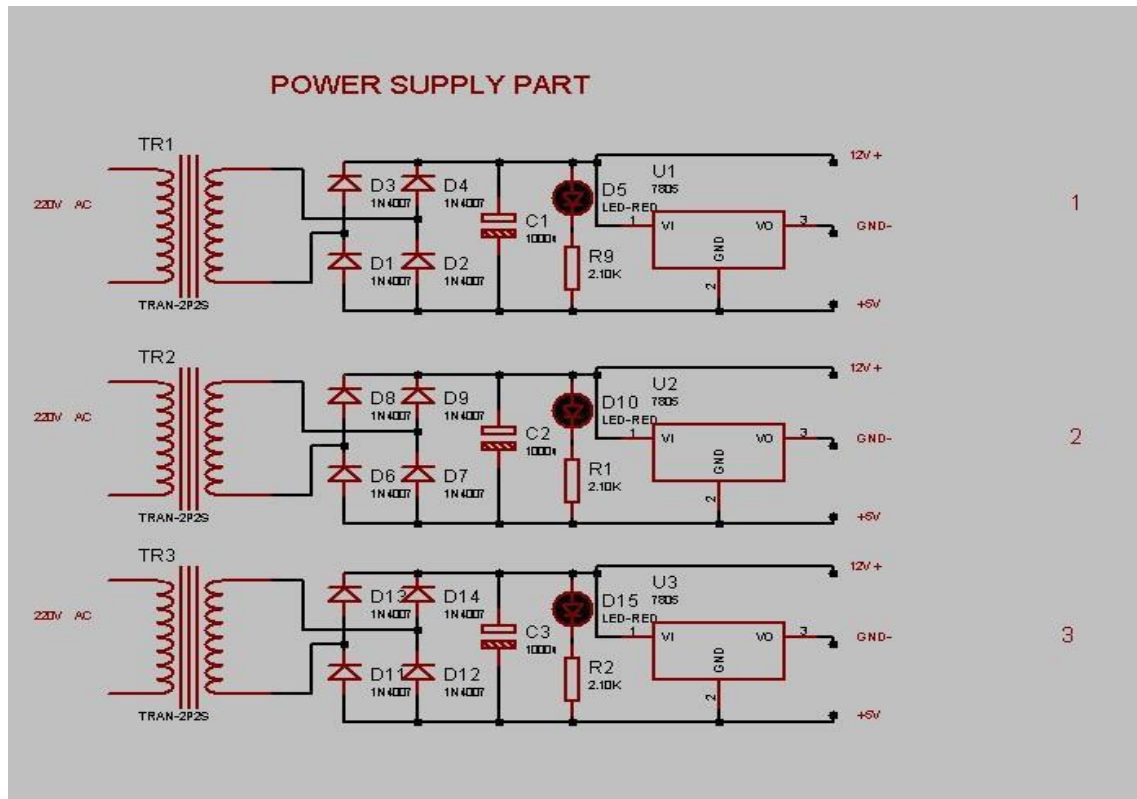 POWER SUPPLY PART
TR1
220V AC
TRAN-2P2S
D3
1N4007
D4
1N4007
D1
1N4007
D2
1N4007
C1
D5
LED-RED
R9
2.10K
U1
7805
1
VI
VO
3
GND
2
12V+
GND-
+5V
1
TR2
220V AC
TRAN-2P2S
D8
1N4007
D9
1N4007
D6
1N4007
D7
1N4007
C2
D10
LED-RED
R1
2.10K
U2
7805
1
VI
VO
3
GND
2
12V+
GND-
+5V
2
TR3
220V AC
TRAN-2P2S
D13
1N4007
D14
1N4007
D11
1N4007
D12
1N4007
C3
D15
LED-RED
R2
2.10K
U3
7805
1
VI
VO
3
GND
2
12V+
GND-
+5V
3